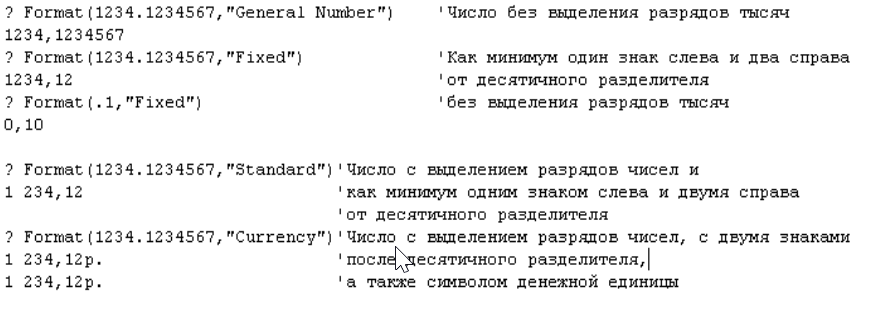 ? Format(1234.1234567,"General Number") 'Число без выделения разрядов тысяч
1234,1234567
? Format(1234.1234567,"Fixed") 'Как минимум один знак слева и два справа
1234,12 'от десятичного разделителя
? Format(.1,"Fixed") 'без выделения разрядов тысяч
0,10
? Format(1234.1234567,"Standard")'Число с выделением разрядов чисел и
1 234,12 'как минимум одним знаком слева и двумя справа
'от десятичного разделителя
? Format(1234.1234567,"Currency")'Число с выделением разрядов чисел, с двумя знаками
1 234,12р. 'после десятичного разделителя,
1 234,12р. 'а также символом денежной единицы